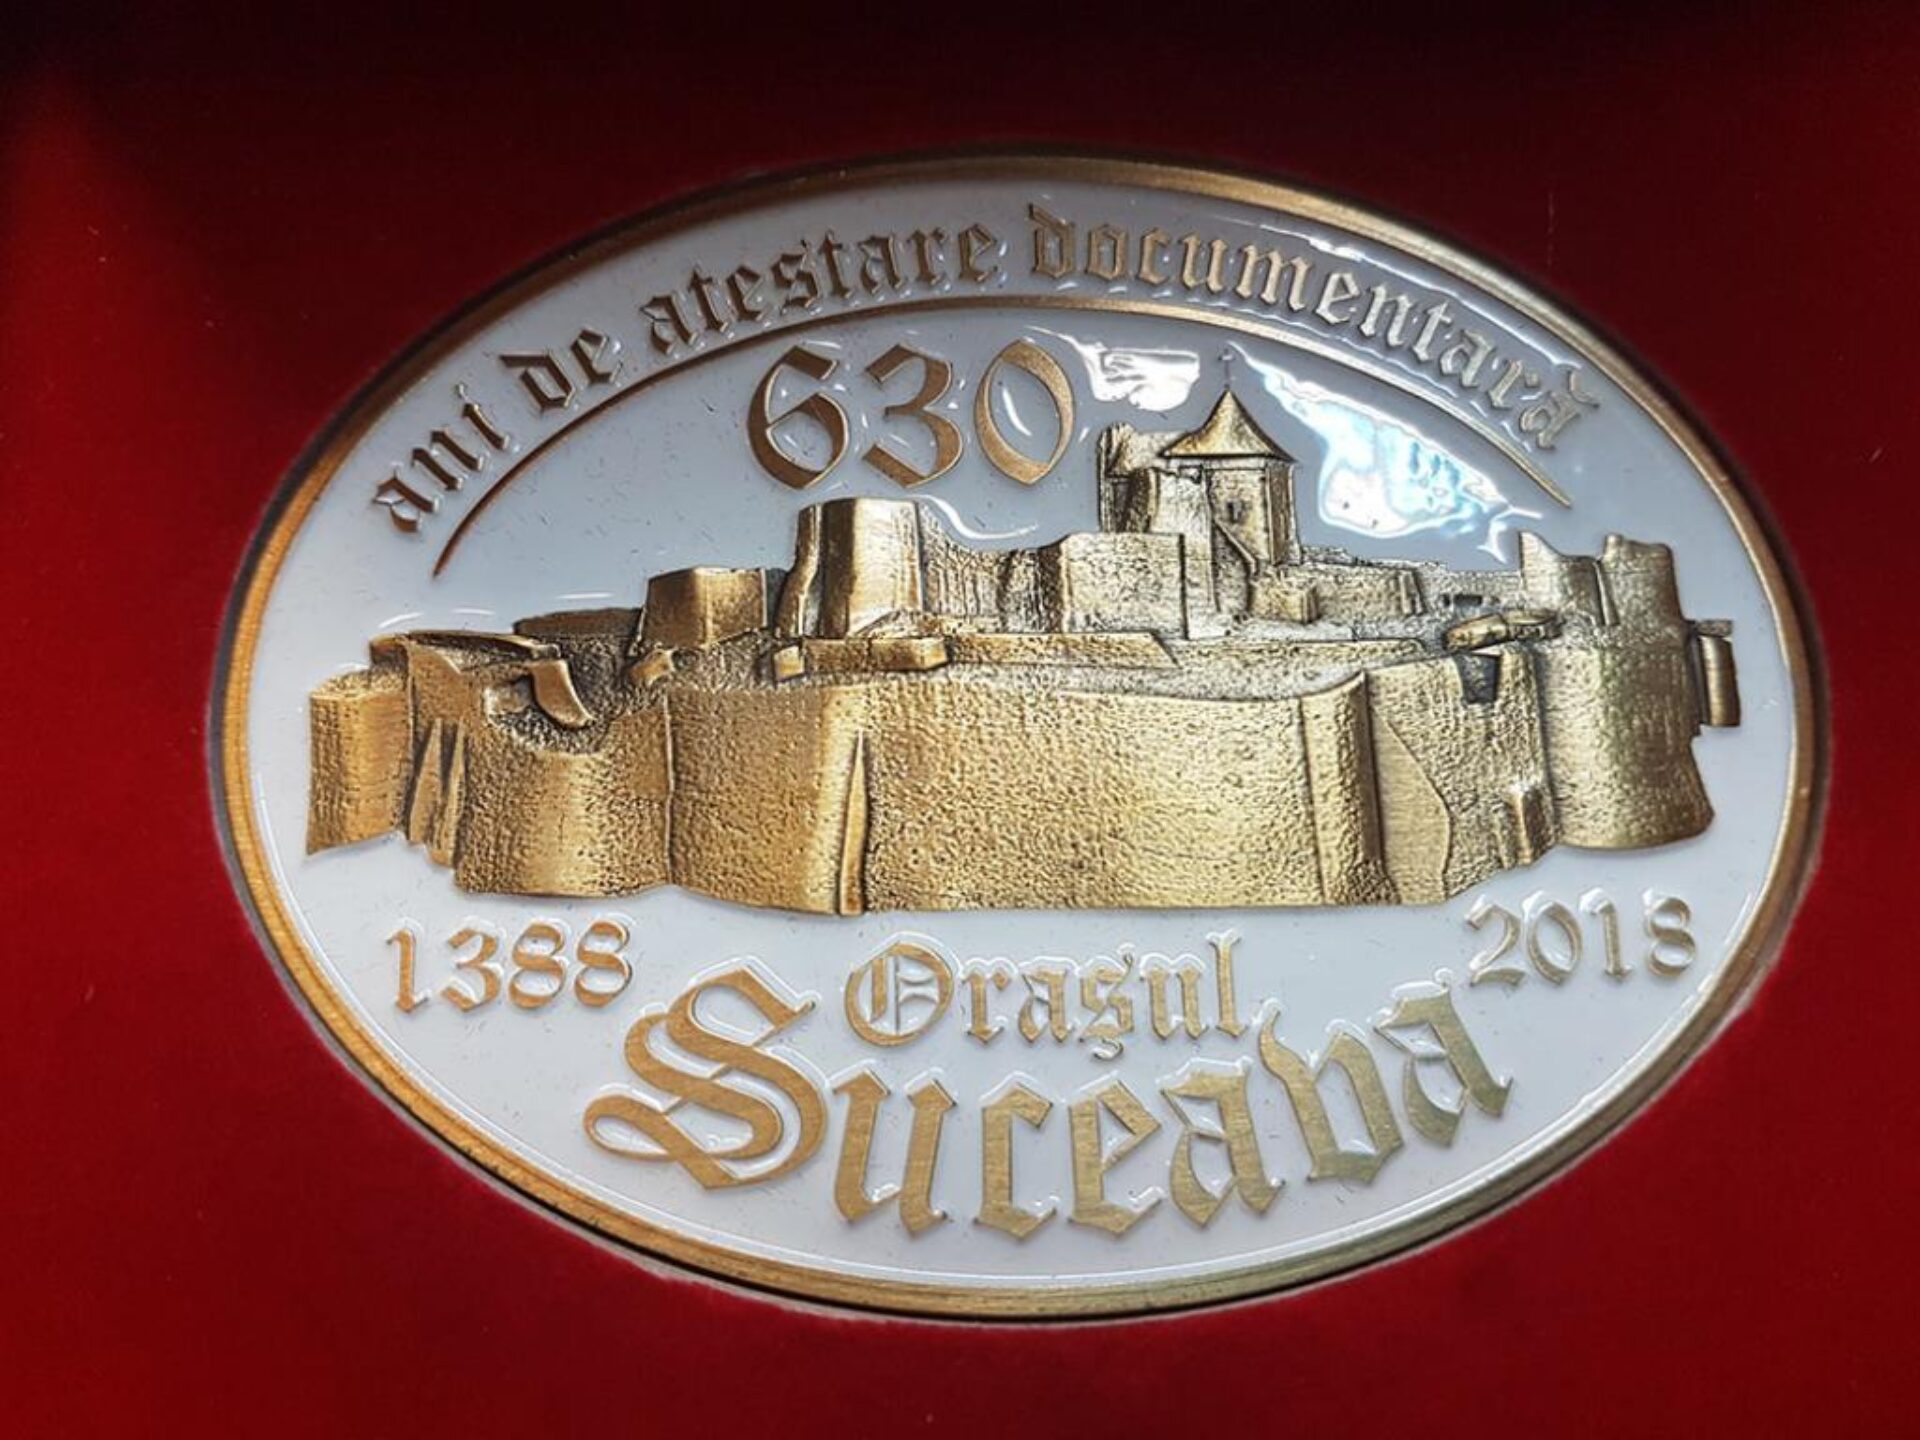 ani de atestare documentară
630
1388
2018
Orașul
Suceava